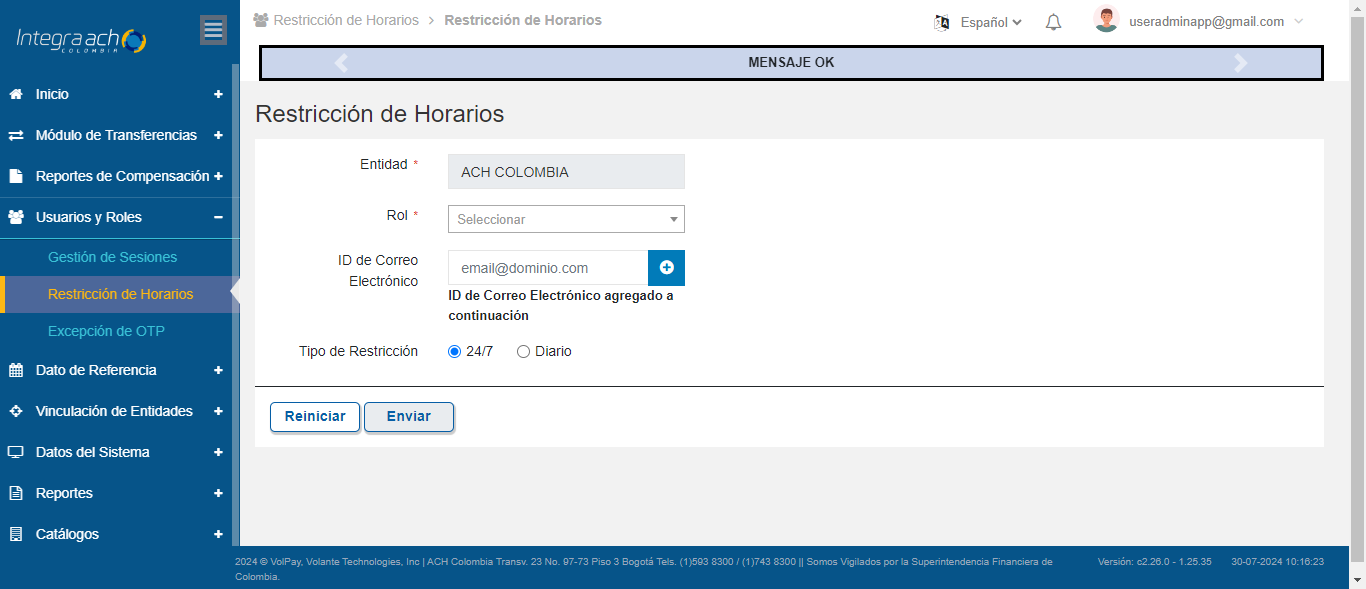 Integra ach
COLOMBIA
Restricción de Horarios > Restricción de Horarios
Español
useradminapp@gmail.com
MENSAJE OK
Inicio +
Módulo de Transferencias +
Reportes de Compensación +
Usuarios y Roles −
Gestión de Sesiones
Restricción de Horarios
Excepción de OTP
Dato de Referencia +
Vinculación de Entidades +
Datos del Sistema +
Reportes +
Catálogos +
Restricción de Horarios
Entidad *
ACH COLOMBIA
Rol *
Seleccionar
ID de Correo
Electrónico
email@dominio.com
ID de Correo Electrónico agregado a
continuación
Tipo de Restricción
24/7
Diario
Reiniciar
Enviar
2024 © VolPay, Volante Technologies, Inc | ACH Colombia Transv. 23 No. 97-73 Piso 3 Bogotá Tels. (1)593 8300 / (1)743 8300 || Somos Vigilados por la Superintendencia Financiera de
Colombia.
Versión: c2.26.0 - 1.25.35
30-07-2024 10:16:23